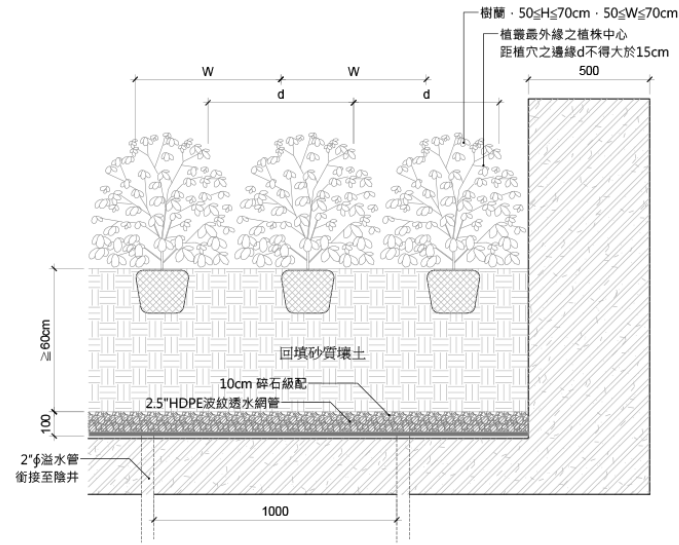 樹蘭．50≦H≦70cm．50≦W≦70cm
植叢最外緣之植株中心
距植穴之邊緣d不得大於15cm
500
W
W
d
d
≧60cm
回填砂質壤土
10cm 碎石級配
2.5"HDPE波紋透水網管
100
2"∮溢水管
銜接至陰井
1000